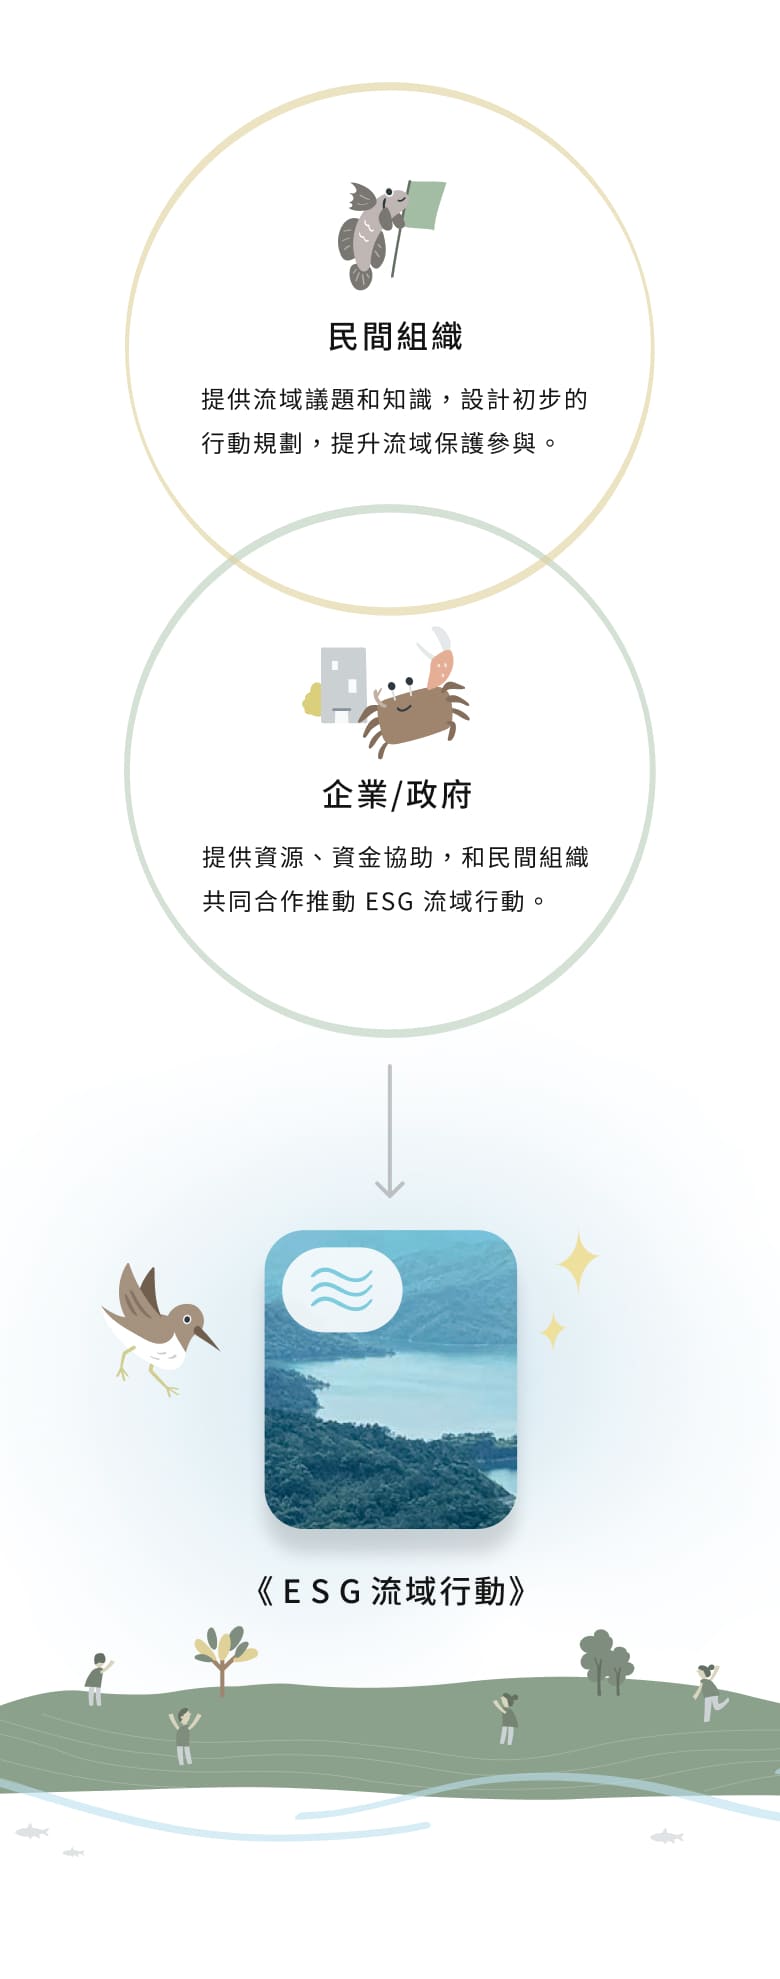 民間組織
提供流域議題和知識，設計初步的
行動規劃，提升流域保護參與。
企業/政府
提供資源、資金協助，和民間組織
共同合作推動 ESG 流域行動。
《ESG流域行動》